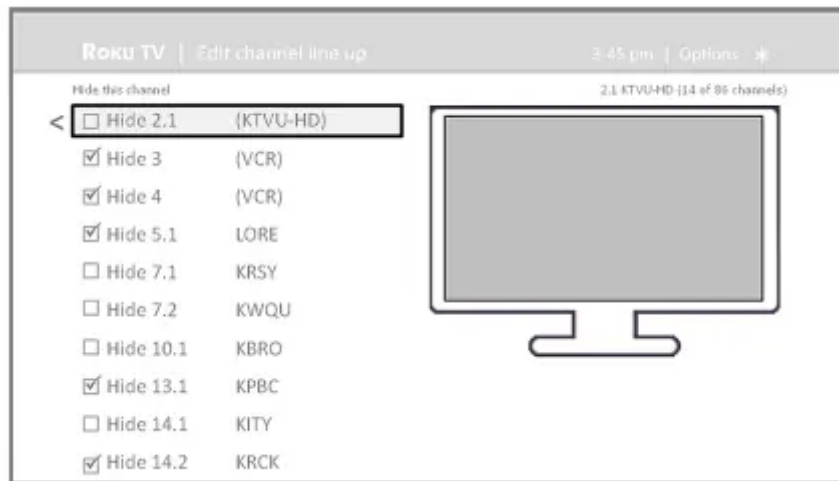 ROKU TV | Edit channel line up
3:45 pm | Options ✱
Hide this channel
2.1 KTVU-HD (14 of 86 channels)
< Hide 2.1 (KTVU-HD)
Hide 3 (VCR)
Hide 4 (VCR)
Hide 5.1 LORE
Hide 7.1 KRSY
Hide 7.2 KWQU
Hide 10.1 KBRO
Hide 13.1 KPBC
Hide 14.1 KITY
Hide 14.2 KRCK